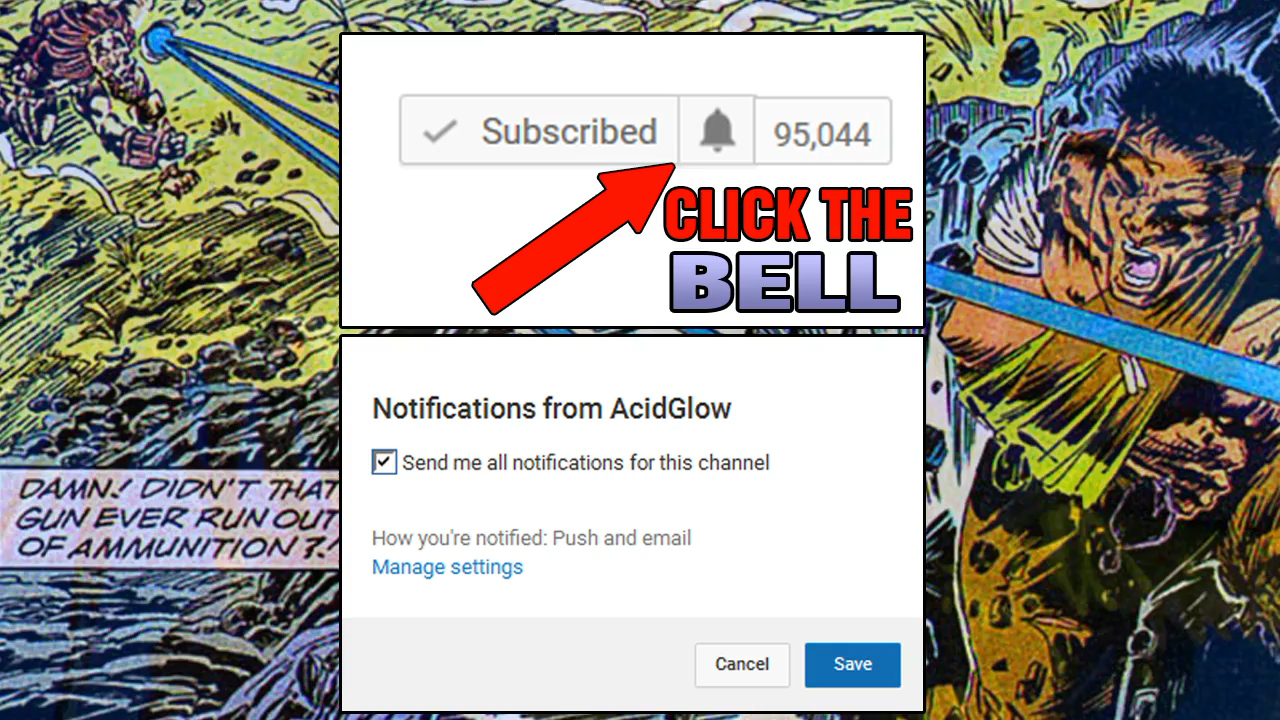 Subscribed 95,044
CLICK THE
BELL
Notifications from AcidGlow
Send me all notifications for this channel
How you're notified: Push and email
Manage settings
Cancel Save
DAMN! DIDN'T THAT
GUN EVER RUN OUT
OF AMMUNITION?!